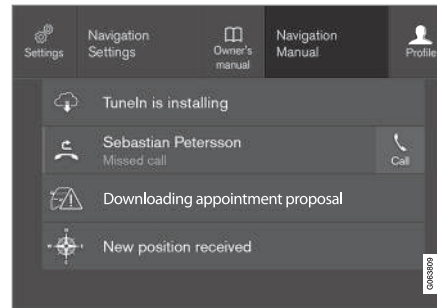 Settings
Navigation
Settings
Owner's
manual
Navigation
Manual
Profile
TuneIn is installing
Sebastian Petersson
Missed call
Call
Downloading appointment proposal
New position received
G063809